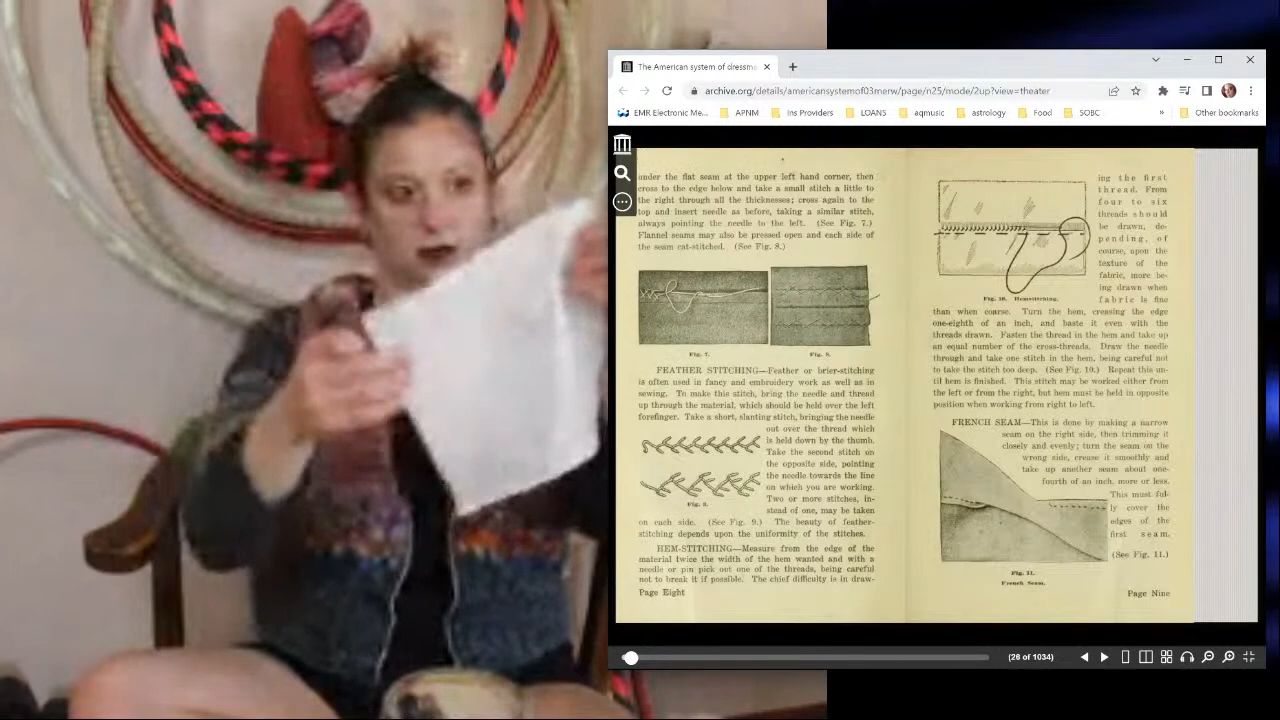 The American system of dressm
archive.org/details/americansystemof03merw/page/n25/mode/2up?view=theater
EMR Electronic Me...
APNM
Ins Providers
LOANS
aqmusic
astrology
Food
SOBC
»
Other bookmarks
under the flat seam at the upper left hand corner, then
cross to the edge below and take a small stitch a little to
the right through all the thicknesses; cross again to the
top and insert needle as before, taking a similar stitch,
always pointing the needle to the left. (See Fig. 7.)
Flannel seams may also be pressed open and each side of
the seam cat-stitched. (See Fig. 8.)
Fig. 7.
Fig. 8.
FEATHER STITCHING—Feather or brier-stitching
is often used in fancy and embroidery work as well as in
sewing. To make this stitch, bring the needle and thread
up through the material, which should be held over the left
forefinger. Take a short, slanting stitch, bringing the needle
out over the thread which
is held down by the thumb.
Take the second stitch on
the opposite side, pointing
the needle towards the line
on which you are working.
Two or more stitches, in-
stead of one, may be taken
Fig. 9.
on each side. (See Fig. 9.) The beauty of feather-
stitching depends upon the uniformity of the stitches.
HEM-STITCHING—Measure from the edge of the
material twice the width of the hem wanted and with a
needle or pin pick out one of the threads, being careful
not to break it if possible. The chief difficulty is in draw-
Page Eight
ing the first
thread. From
four to six
threads should
be drawn, de-
pending, of
course, upon the
texture of the
fabric, more be-
ing drawn when
fabric is fine
Fig. 10. Hemstitching.
than when coarse. Turn the hem, creasing the edge
one-eighth of an inch, and baste it even with the
threads drawn. Fasten the thread in the hem and take up
an equal number of the cross-threads. Draw the needle
through and take one stitch in the hem, being careful not
to take the stitch too deep. (See Fig. 10.) Repeat this un-
til hem is finished. This stitch may be worked either from
the left or from the right, but hem must be held in opposite
position when working from right to left.
FRENCH SEAM—This is done by making a narrow
seam on the right side, then trimming it
closely and evenly; turn the seam on the
wrong side, crease it smoothly and
take up another seam about one-
fourth of an inch, more or less.
This must ful-
ly cover the
edges of the
first seam.
(See Fig. 11.)
Fig. 11.
French Seam.
Page Nine
(26 of 1034)